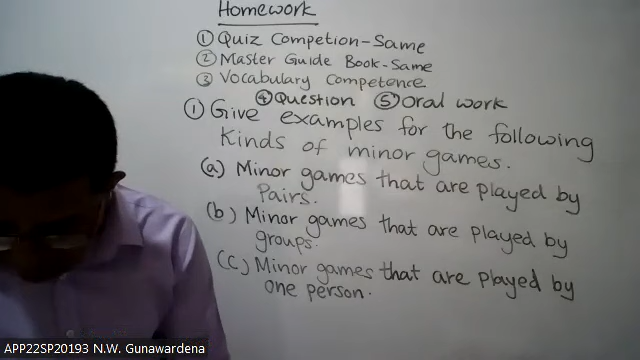 Homework
① Quiz Competion-Same
② Master Guide Book-Same
③ Vocabulary Competence
④ Question ⑤ Oral work
① Give examples for the following
Kinds of minor games.
(a) Minor games that are played by
Pairs.
(b) Minor games that are played by
groups.
(c) Minor games that are played by
one person.
APP22SP20193 N.W. Gunawardena